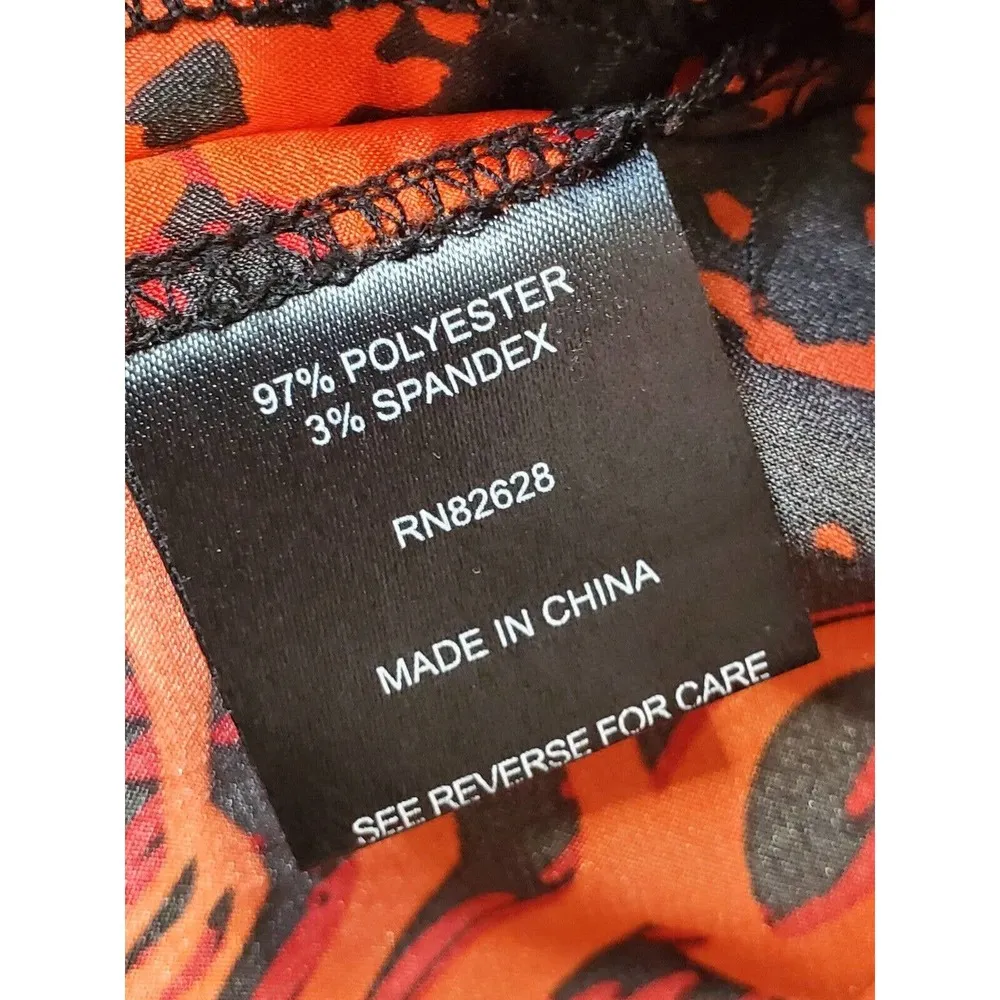 97% POLYESTER
3% SPANDEX
RN82628
MADE IN CHINA
SEE REVERSE FOR CARE